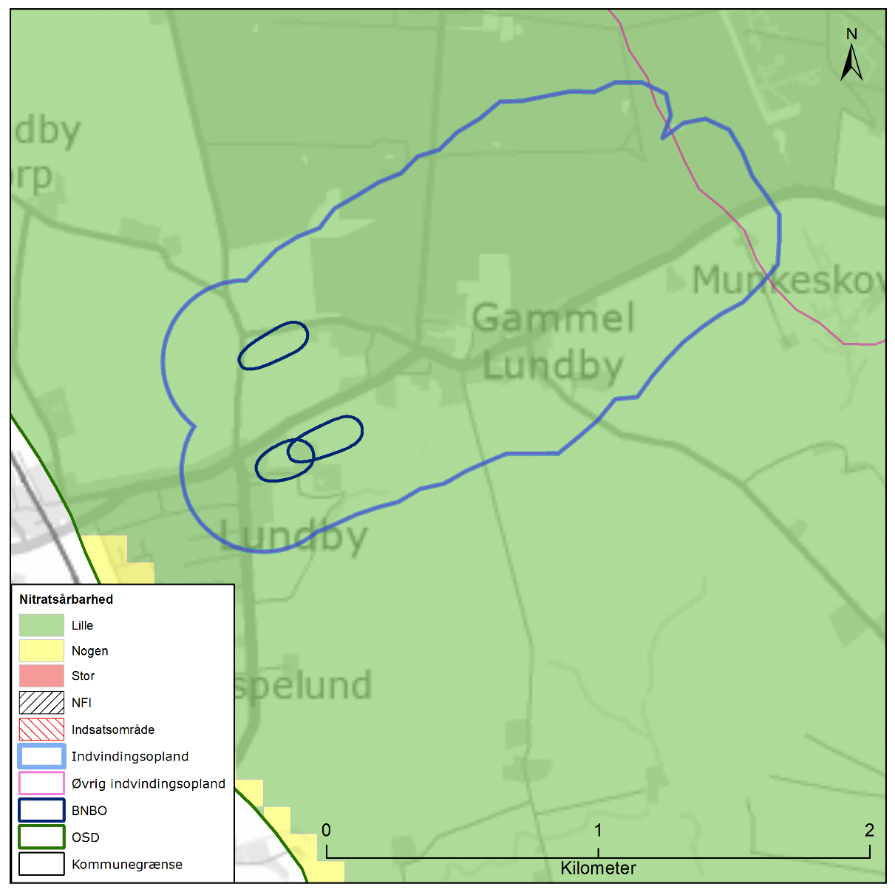 N
dby
rp
Munkeskov
Gammel
Lundby
Lundby
spelund
Nitratsårbarhed
Lille
Nogen
Stor
NFI
Indsatsområde
Indvindingsopland
Øvrig indvindingsopland
BNBO
OSD
Kommunegrænse
0 1 2
Kilometer